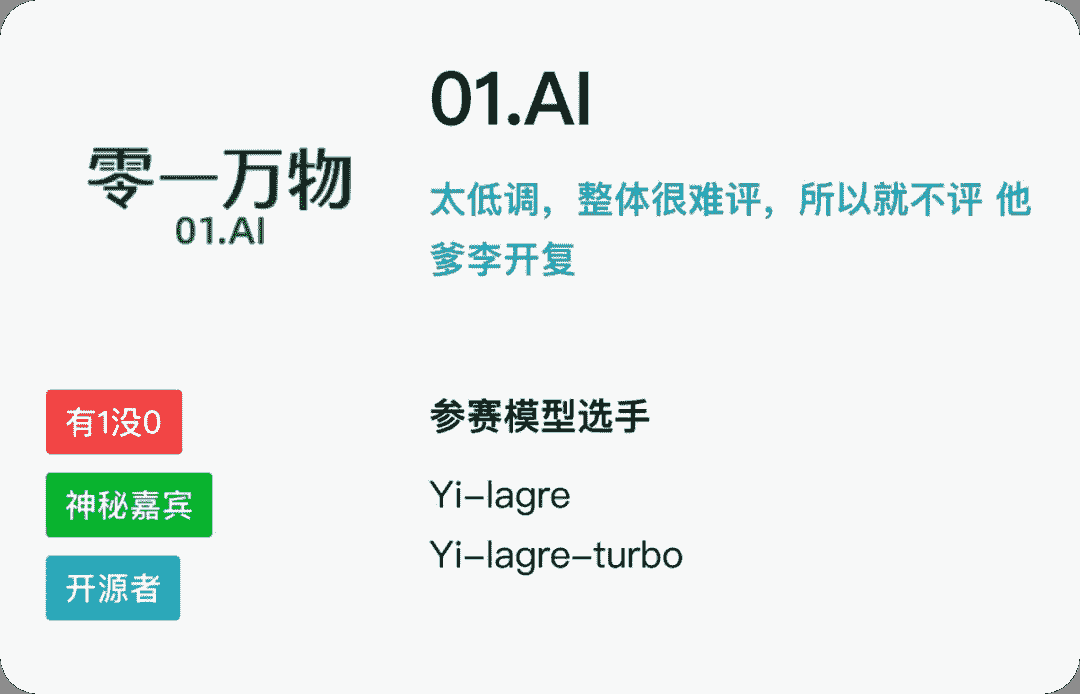 零一万物
01.AI
01.AI
太低调，整体很难评，所以就不评 他
爹李开复
有1没0
神秘嘉宾
开源者
参赛模型选手
Yi-lagre
Yi-lagre-turbo